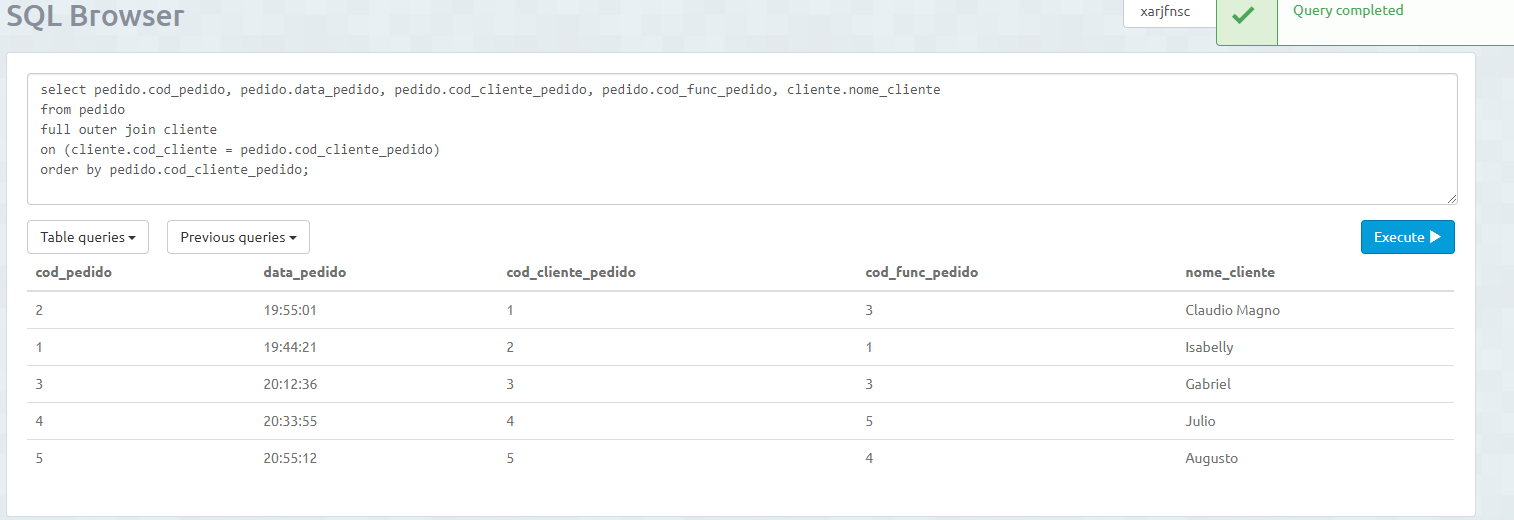 SQL Browser
xarjfnsc
Query completed
select pedido.cod_pedido, pedido.data_pedido, pedido.cod_cliente_pedido, pedido.cod_func_pedido, cliente.nome_cliente
from pedido
full outer join cliente
on (cliente.cod_cliente = pedido.cod_cliente_pedido)
order by pedido.cod_cliente_pedido;
Table queries Previous queries Execute
cod_pedido data_pedido cod_cliente_pedido cod_func_pedido nome_cliente
2 19:55:01 1 3 Claudio Magno
1 19:44:21 2 1 Isabelly
3 20:12:36 3 3 Gabriel
4 20:33:55 4 5 Julio
5 20:55:12 5 4 Augusto